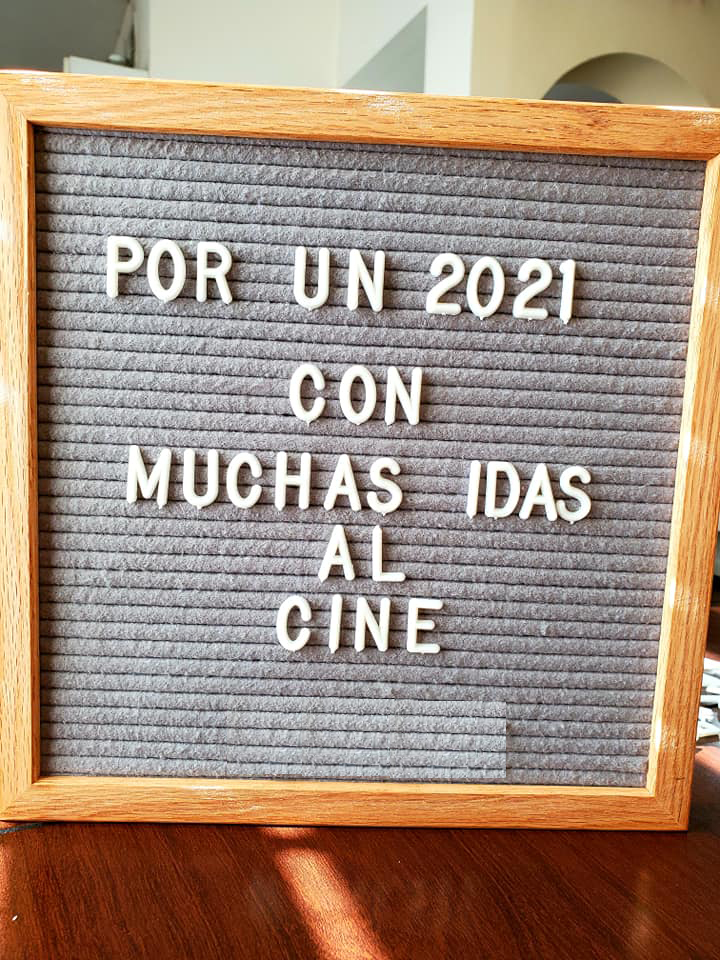 POR UN 2021
CON
MUCHAS IDAS
AL
CINE